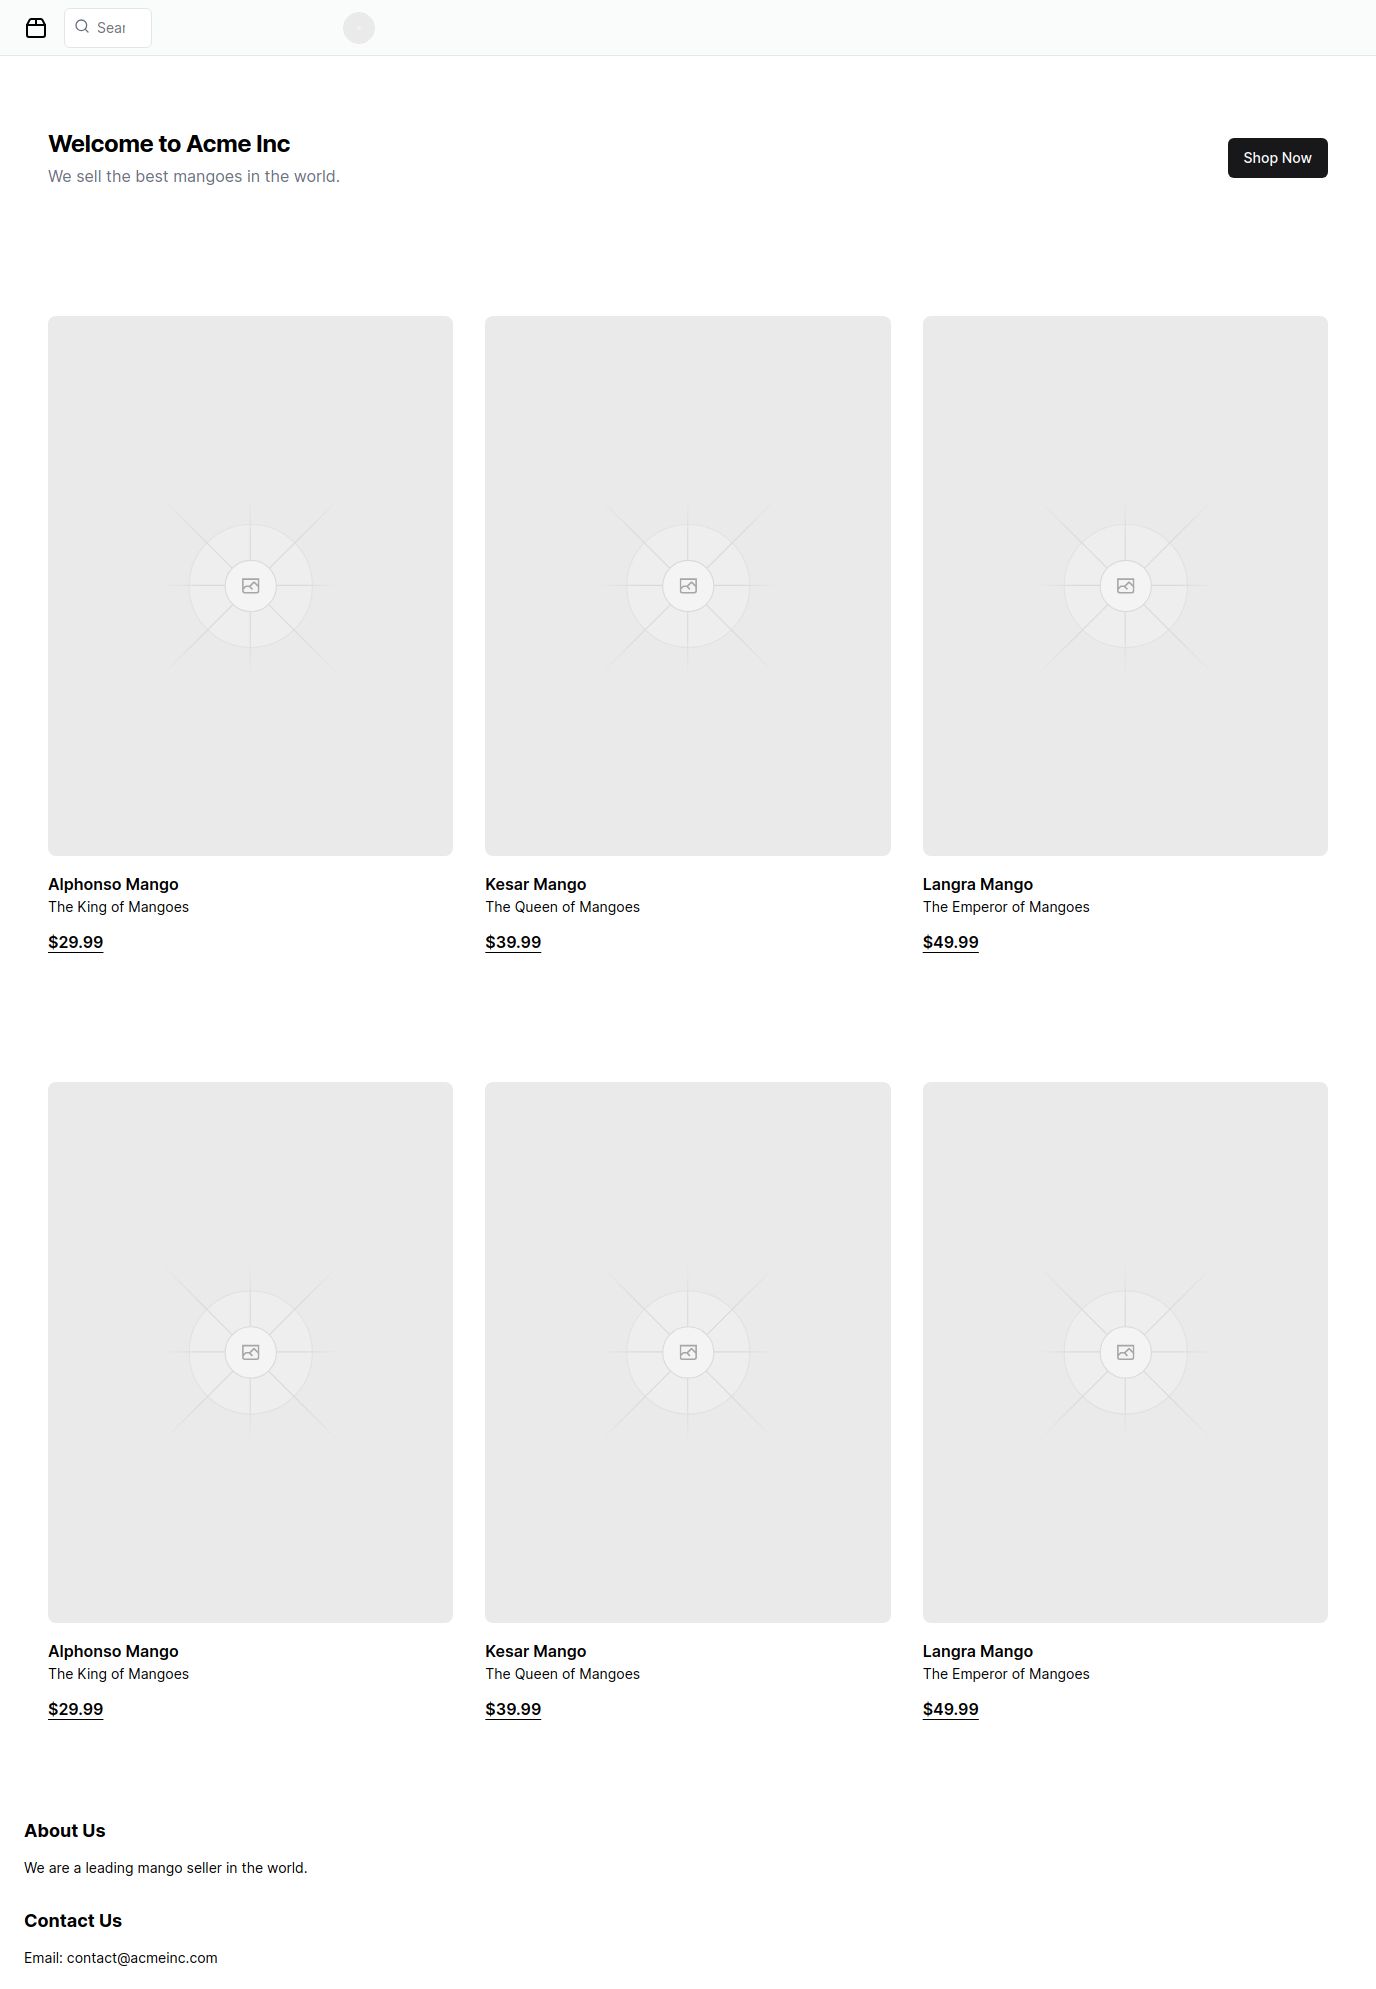 Sear
Welcome to Acme Inc
We sell the best mangoes in the world.
Shop Now
Alphonso Mango
The King of Mangoes
$29.99
Kesar Mango
The Queen of Mangoes
$39.99
Langra Mango
The Emperor of Mangoes
$49.99
Alphonso Mango
The King of Mangoes
$29.99
Kesar Mango
The Queen of Mangoes
$39.99
Langra Mango
The Emperor of Mangoes
$49.99
About Us
We are a leading mango seller in the world.
Contact Us
Email: contact@acmeinc.com